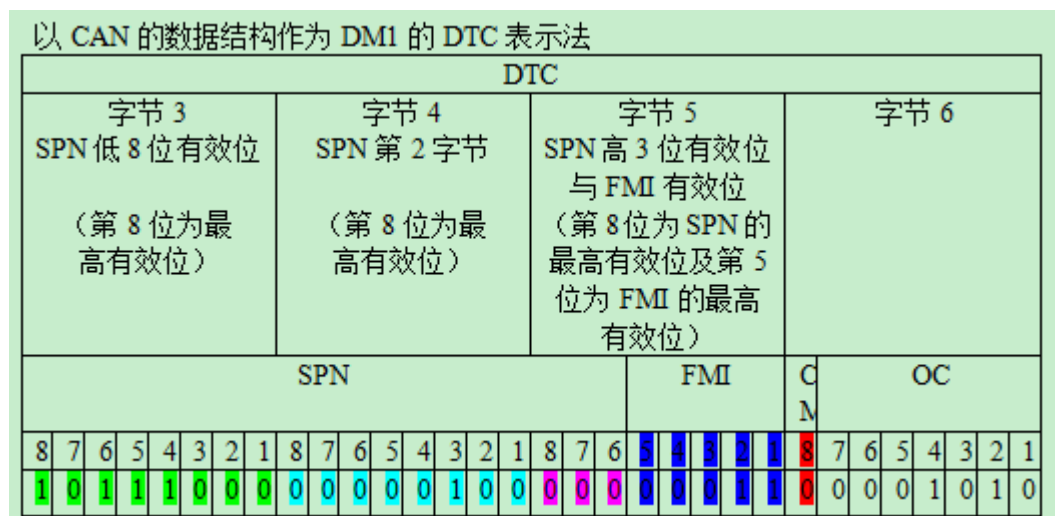 以 CAN 的数据结构作为 DM1 的 DTC 表示法
DTC
字节 3
SPN 低 8 位有效位
（第 8 位为最
高有效位）
字节 4
SPN 第 2 字节
（第 8 位为最
高有效位）
字节 5
SPN 高 3 位有效位
与 FMI 有效位
（第 8 位为 SPN 的
最高有效位及第 5
位为 FMI 的最高
有效位）
字节 6
SPN FMI C OC
M
8 7 6 5 4 3 2 1 8 7 6 5 4 3 2 1 8 7 6 5 4 3 2 1 8 7 6 5 4 3 2 1
1 0 1 1 1 0 0 0 0 0 0 0 0 1 0 0 0 0 0 0 0 0 1 1 0 0 0 0 1 0 1 0